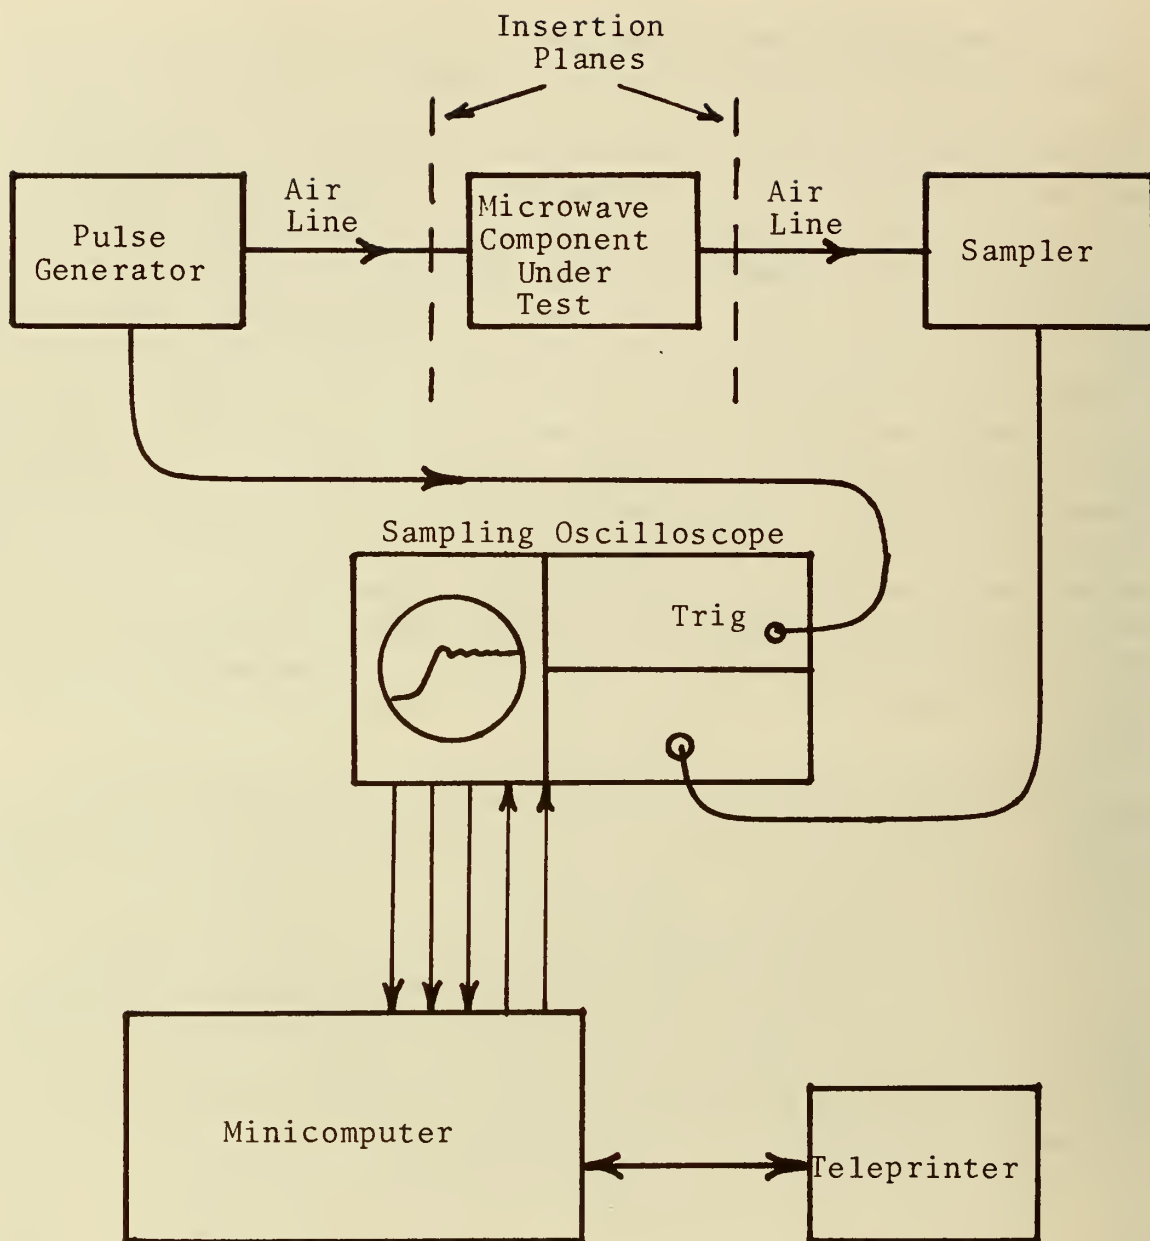 Insertion
Planes
Air
Line
Air
Line
Pulse
Generator
Microwave
Component
Under
Test
Sampler
Sampling Oscilloscope
Trig
Minicomputer
Teleprinter